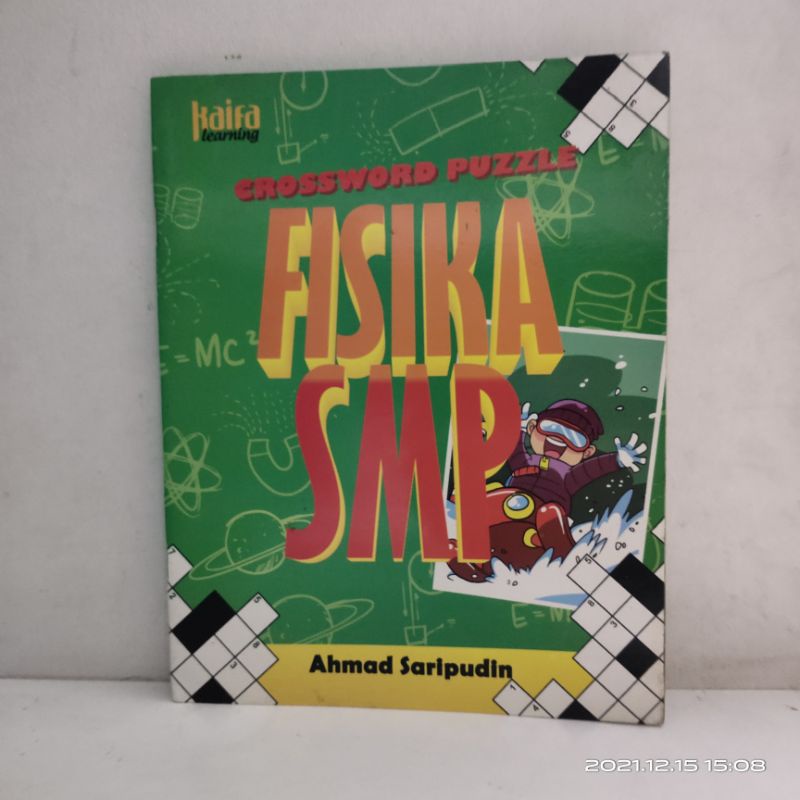 kaifa
learning
CROSSWORD PUZZLE
FISIKA
SMP
E = MC²
Ahmad Saripudin
2021.12.15 15:08